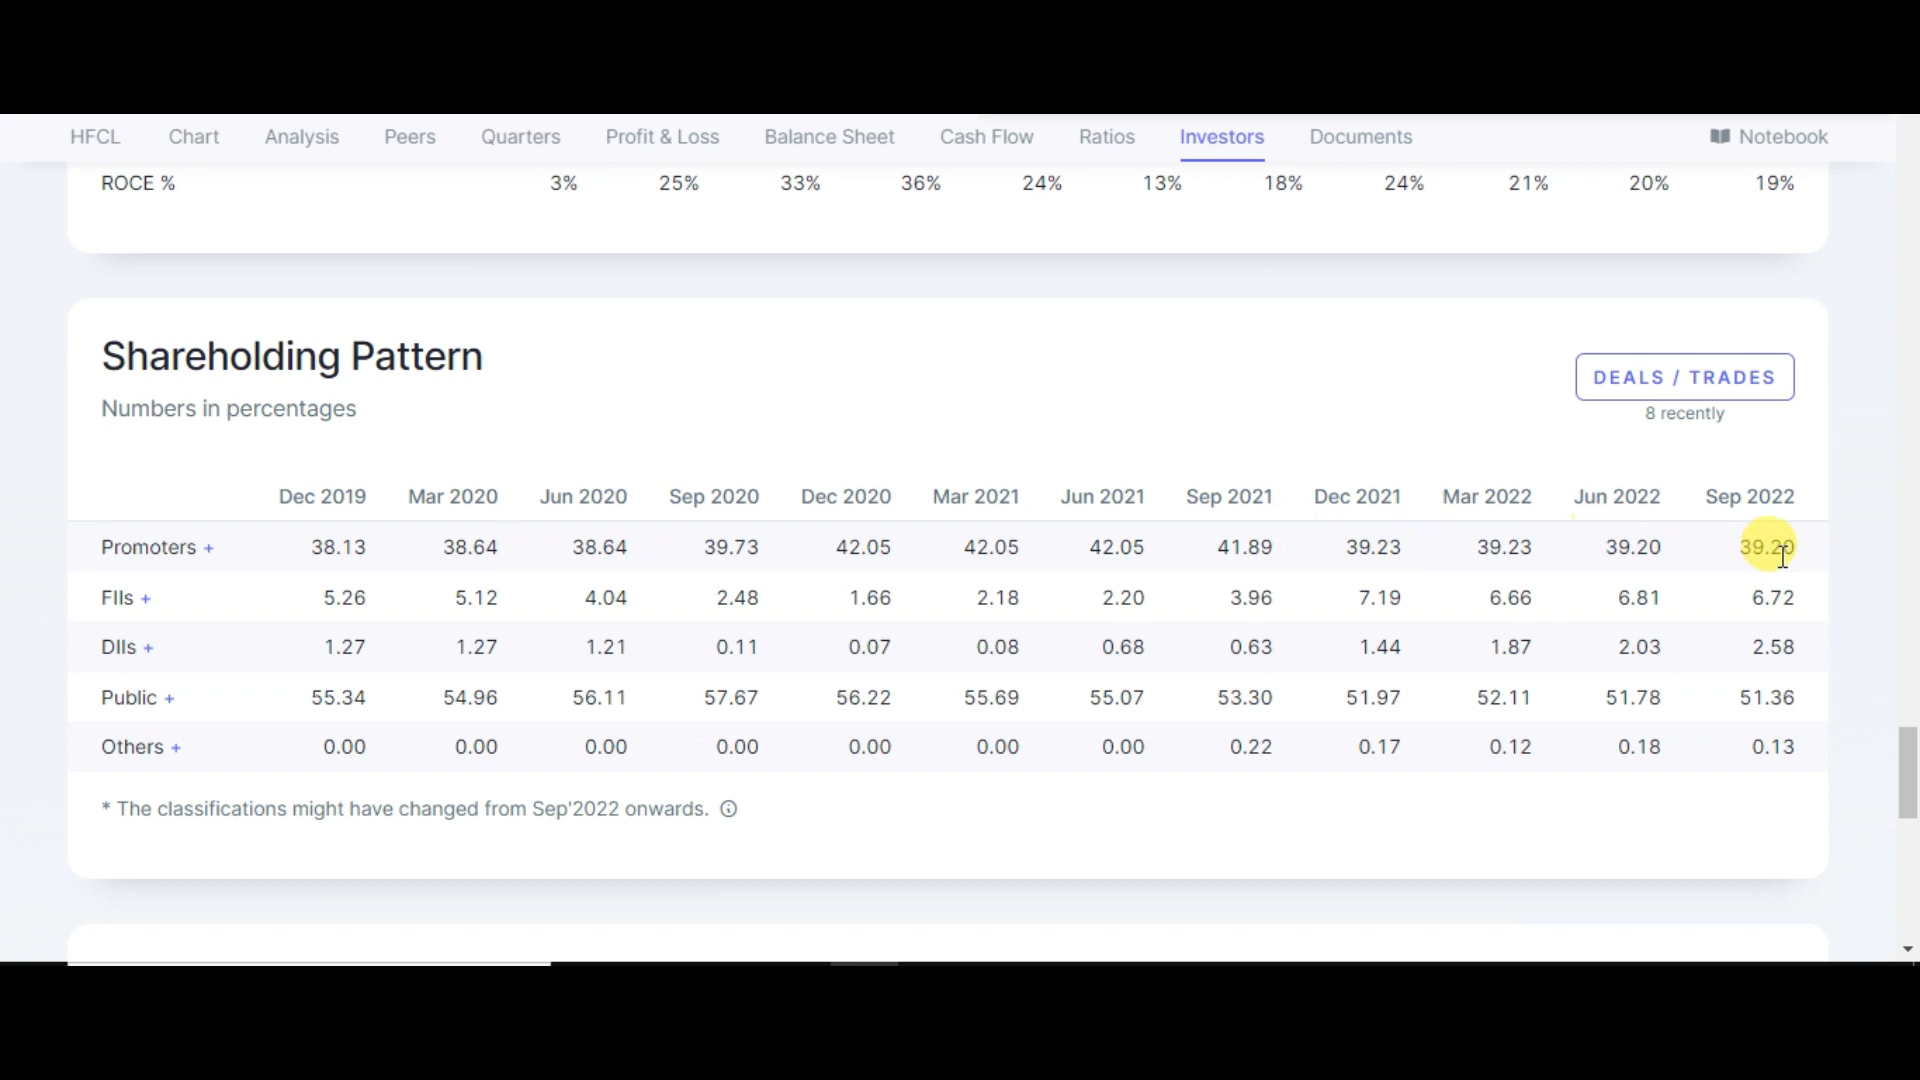 HFCL Chart Analysis Peers Quarters Profit & Loss Balance Sheet Cash Flow Ratios Investors Documents Notebook
ROCE % 3% 25% 33% 36% 24% 13% 18% 24% 21% 20% 19%
Shareholding Pattern
DEALS / TRADES
Numbers in percentages
8 recently
Dec 2019 Mar 2020 Jun 2020 Sep 2020 Dec 2020 Mar 2021 Jun 2021 Sep 2021 Dec 2021 Mar 2022 Jun 2022 Sep 2022
Promoters + 38.13 38.64 38.64 39.73 42.05 42.05 42.05 41.89 39.23 39.23 39.20 39.20
FIIs + 5.26 5.12 4.04 2.48 1.66 2.18 2.20 3.96 7.19 6.66 6.81 6.72
DIIs + 1.27 1.27 1.21 0.11 0.07 0.08 0.68 0.63 1.44 1.87 2.03 2.58
Public + 55.34 54.96 56.11 57.67 56.22 55.69 55.07 53.30 51.97 52.11 51.78 51.36
Others + 0.00 0.00 0.00 0.00 0.00 0.00 0.00 0.22 0.17 0.12 0.18 0.13
* The classifications might have changed from Sep'2022 onwards.